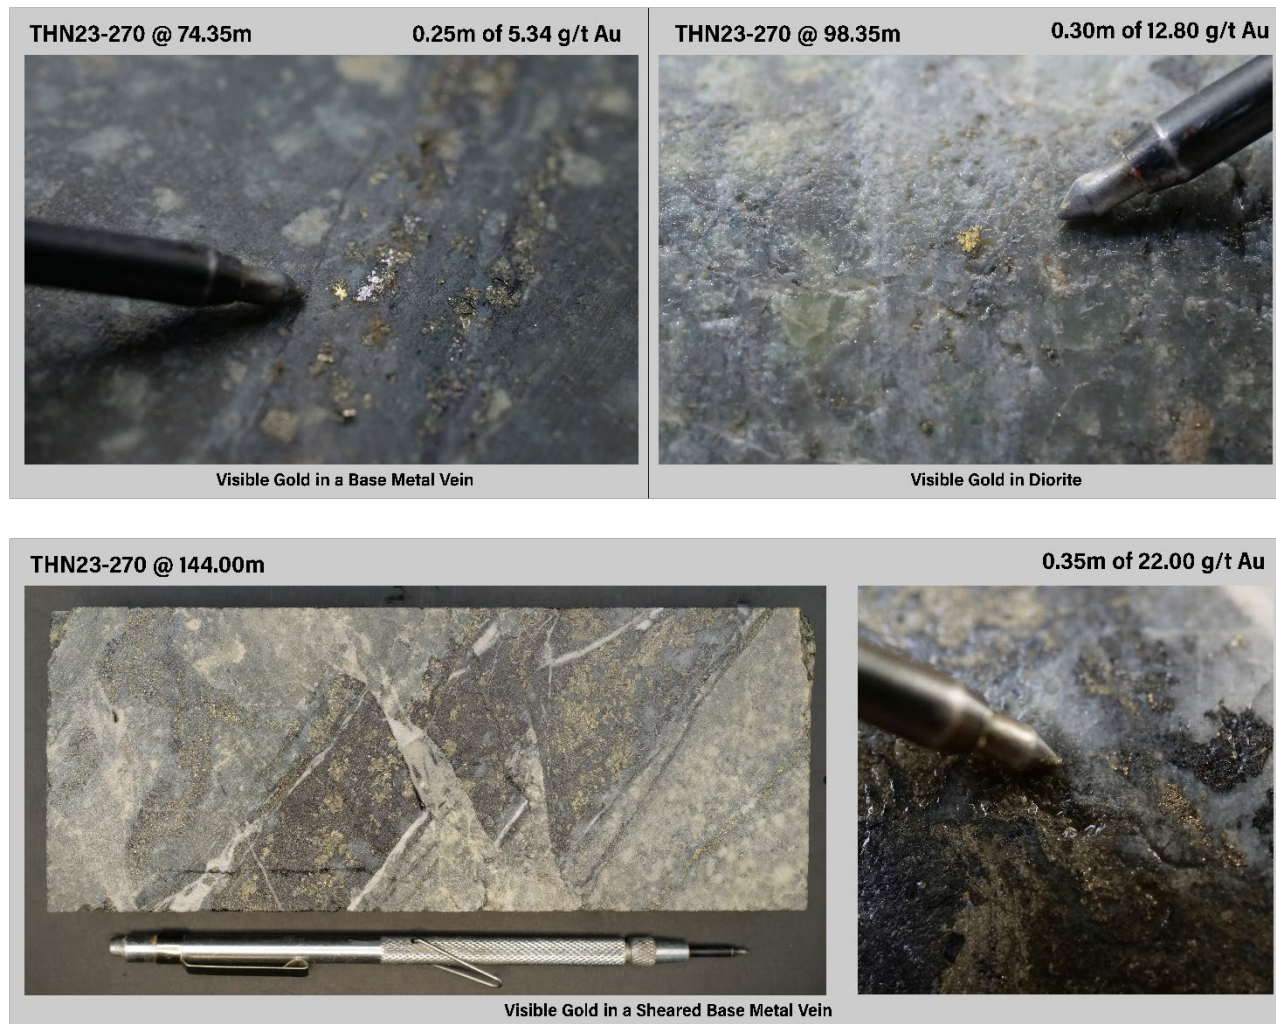 THN23-270 @ 74.35m
0.25m of 5.34 g/t Au
Visible Gold in a Base Metal Vein
THN23-270 @ 98.35m
0.30m of 12.80 g/t Au
Visible Gold in Diorite
THN23-270 @ 144.00m
0.35m of 22.00 g/t Au
Visible Gold in a Sheared Base Metal Vein